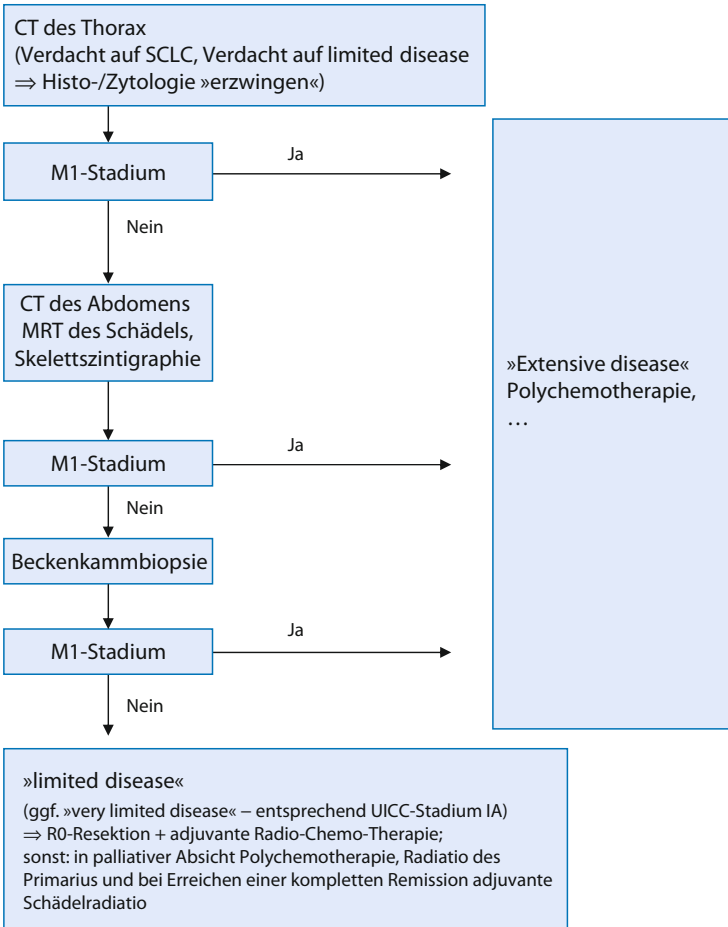 CT des Thorax
(Verdacht auf SCLC, Verdacht auf limited disease
⇒ Histo-/Zytologie »erzwingen«)
M1-Stadium
Ja
Nein
CT des Abdomens
MRT des Schädels,
Skelettszintigraphie
»Extensive disease«
Polychemotherapie,
…
M1-Stadium
Ja
Nein
Beckenkammbiopsie
M1-Stadium
Ja
Nein
»limited disease«
(ggf. »very limited disease« – entsprechend UICC-Stadium IA)
⇒ R0-Resektion + adjuvante Radio-Chemo-Therapie;
sonst: in palliativer Absicht Polychemotherapie, Radiatio des
Primarius und bei Erreichen einer kompletten Remission adjuvante
Schädelradiatio